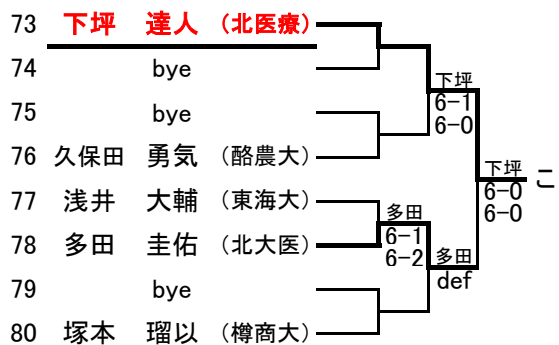 73 下坪 達人 (北医療)
74 bye
75 bye
76 久保田 勇気 (酪農大)
77 浅井 大輔 (東海大)
78 多田 圭佑 (北大医)
79 bye
80 塚本 瑠以 (樽商大)
下坪
6-1
6-0
多田
6-1
6-2
多田
def
下坪
6-0
6-0
こ